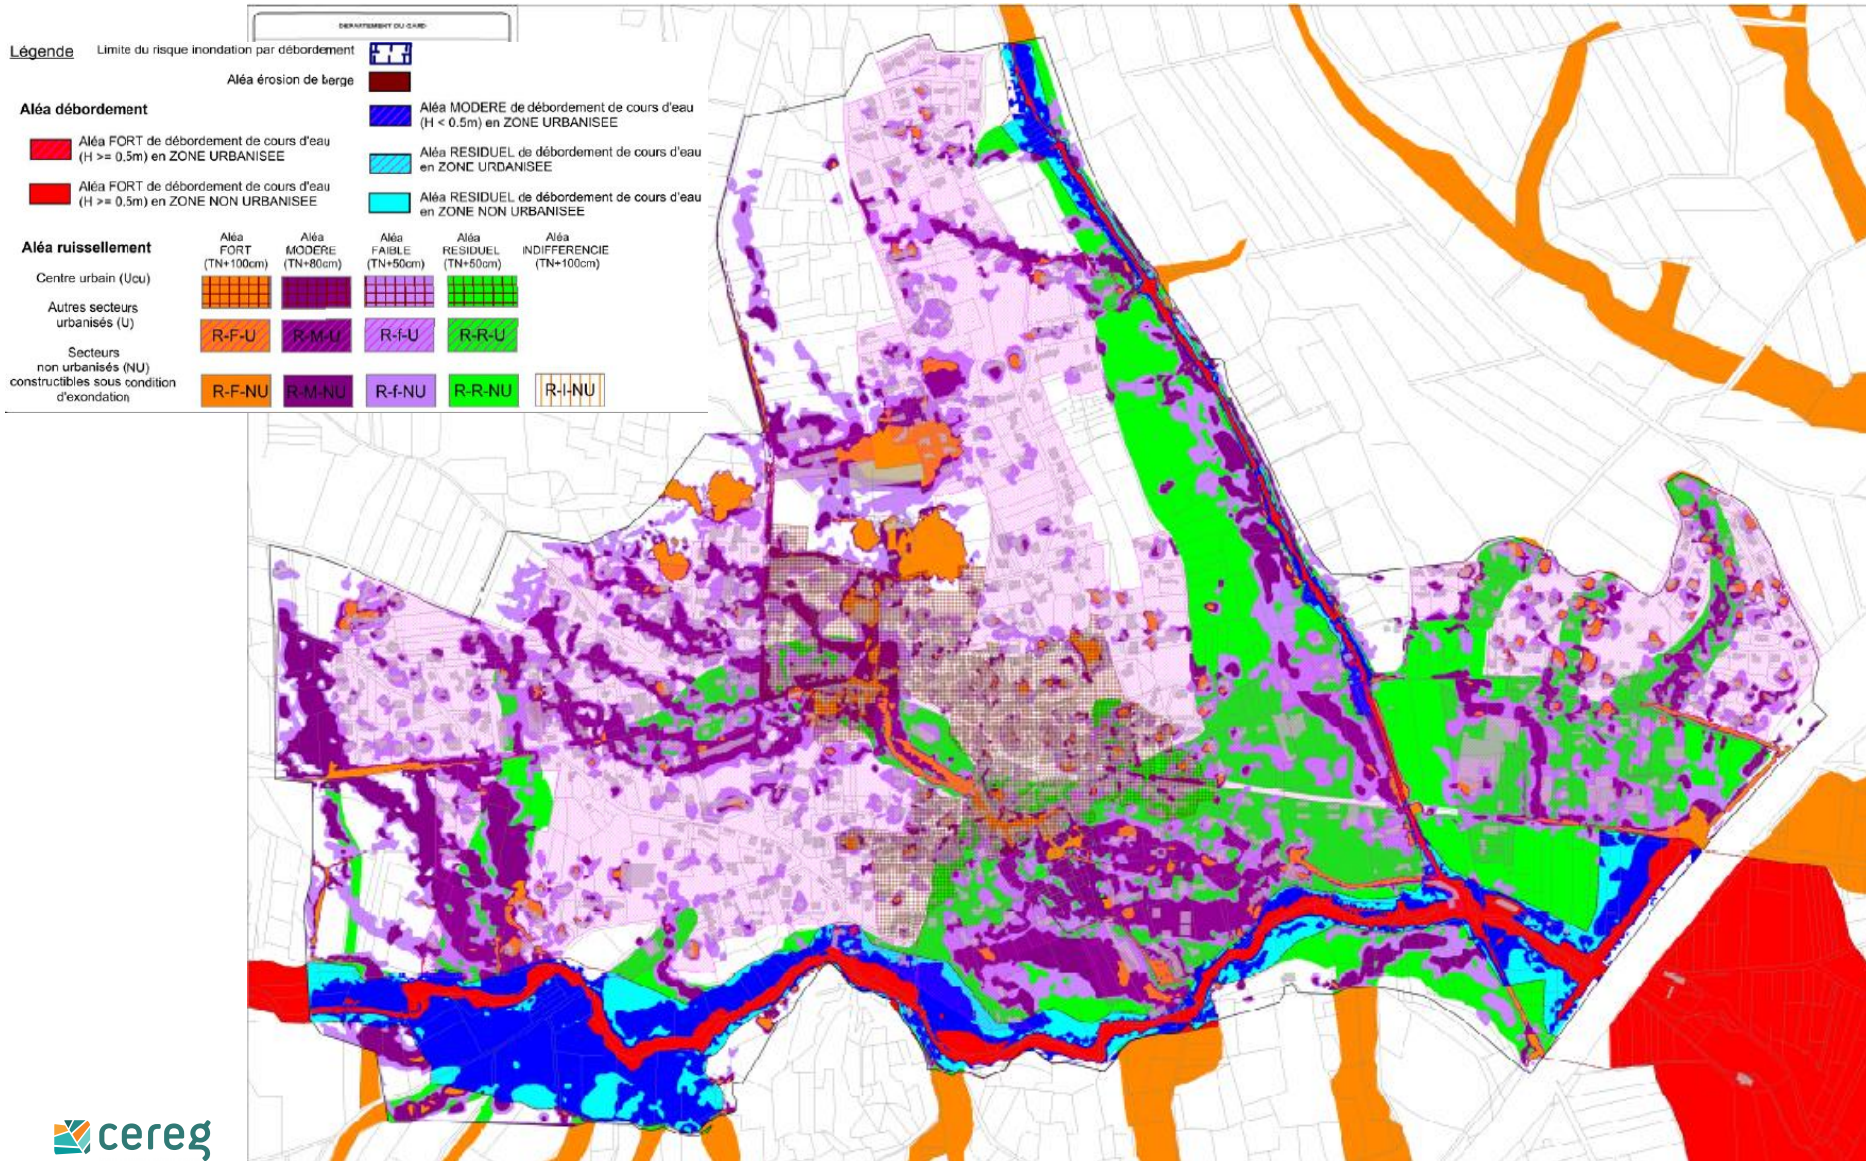 DEPARTEMENT DU GARD
Légende
Limite du risque inondation par débordement
Aléa érosion de berge
Aléa débordement
Aléa FORT de débordement de cours d'eau
(H >= 0,5m) en ZONE URBANISEE
Aléa FORT de débordement de cours d'eau
(H >= 0,5m) en ZONE NON URBANISEE
Aléa MODERE de débordement de cours d'eau
(H < 0.5m) en ZONE URBANISEE
Aléa RESIDUEL de débordement de cours d'eau
en ZONE URBANISEE
Aléa RESIDUEL de débordement de cours d'eau
en ZONE NON URBANISEE
Aléa ruissellement
Aléa
FORT
(TN+100cm)
Aléa
MODERE
(TN+80cm)
Aléa
FAIBLE
(TN+50cm)
Aléa
RESIDUEL
(TN+50cm)
Aléa
INDIFFERENCIE
(TN+100cm)
Centre urbain (Ucu)
Autres secteurs
urbanisés (U)
R-F-U
R-M-U
R-f-U
R-R-U
Secteurs
non urbanisés (NU)
constructibles sous condition
d'exondation
R-F-NU
R-M-NU
R-f-NU
R-R-NU
R-I-NU
cereg